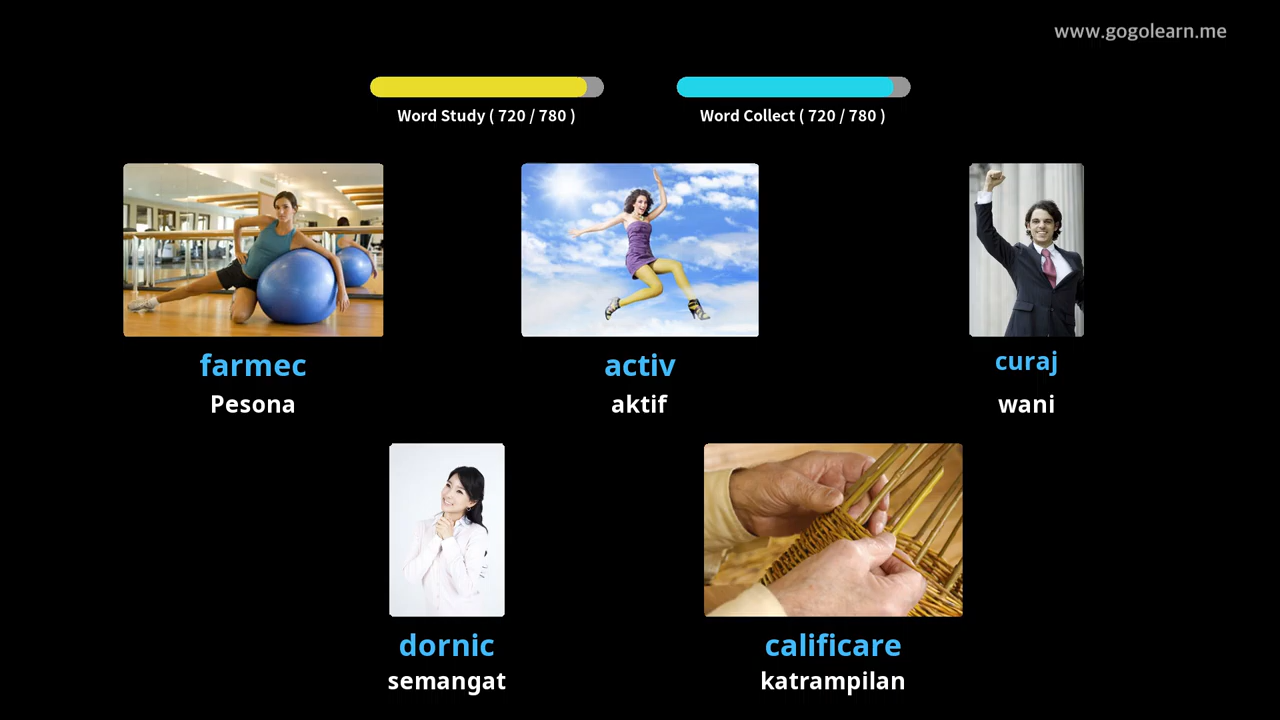 www.gogolearn.me
Word Study ( 720 / 780 )
Word Collect ( 720 / 780 )
farmec
activ
curaj
Pesona
aktif
wani
dornic
calificare
semangat
katrampilan